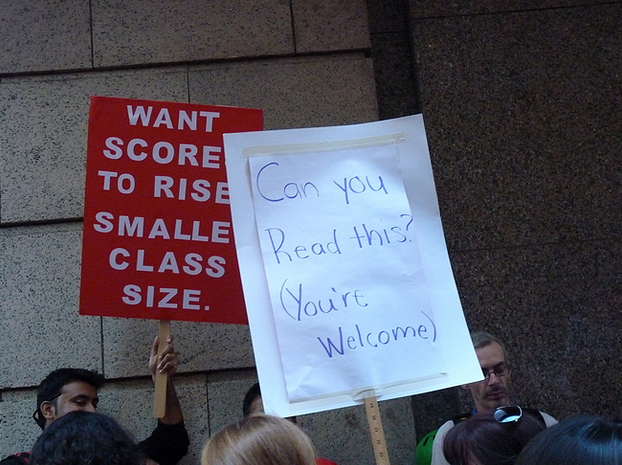 WANT
SCORE
TO RISE
SMALLE
CLASS
SIZE.
Can you
Read this?
(You're
Welcome)